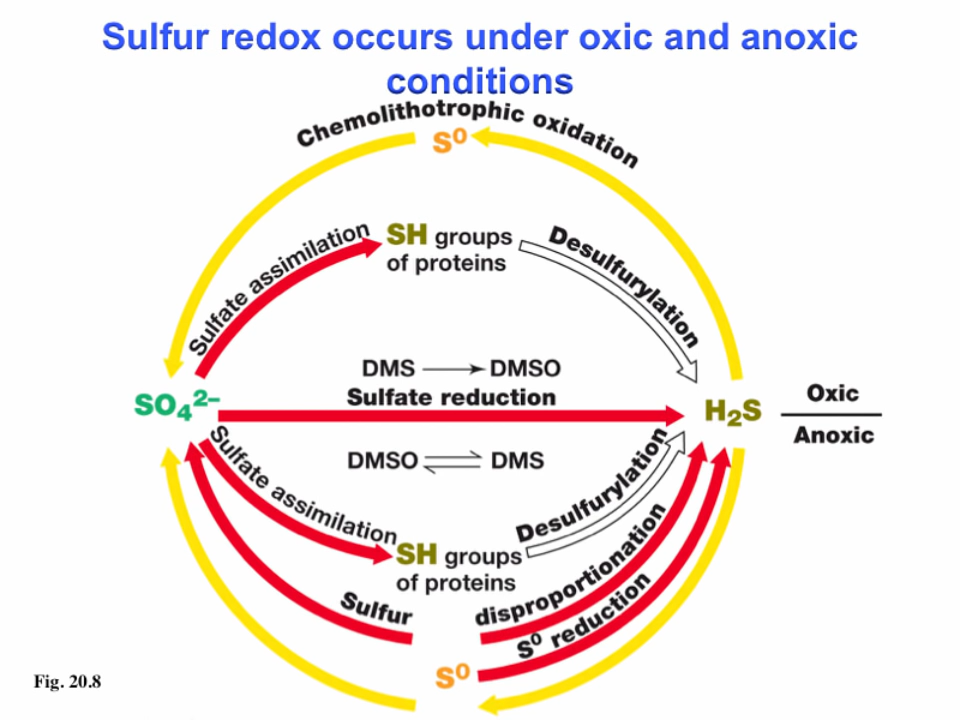 Sulfur redox occurs under oxic and anoxic
conditions
Chemolithotrophic oxidation
S⁰
Sulfate assimilation
SH groups
of proteins
Desulfurylation
DMS → DMSO
Sulfate reduction
SO₄²⁻
H₂S
Oxic
Anoxic
DMSO ⇌ DMS
Sulfate assimilation
SH groups
of proteins
Desulfurylation
Sulfur disproportionation
S⁰ reduction
S⁰
Fig. 20.8